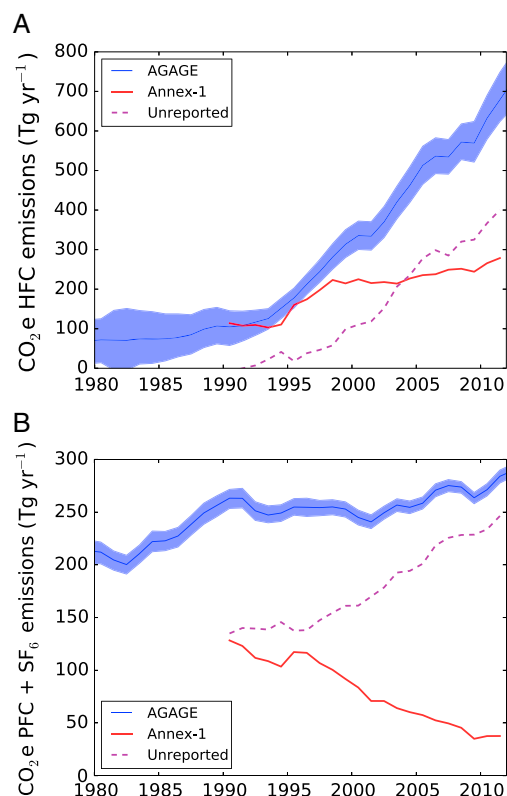 A
CO₂e HFC emissions (Tg yr⁻¹)
800
700
600
500
400
300
200
100
0
AGAGE
Annex-1
Unreported
1980 1985 1990 1995 2000 2005 2010
B
CO₂e PFC + SF₆ emissions (Tg yr⁻¹)
300
250
200
150
100
50
0
AGAGE
Annex-1
Unreported
1980 1985 1990 1995 2000 2005 2010